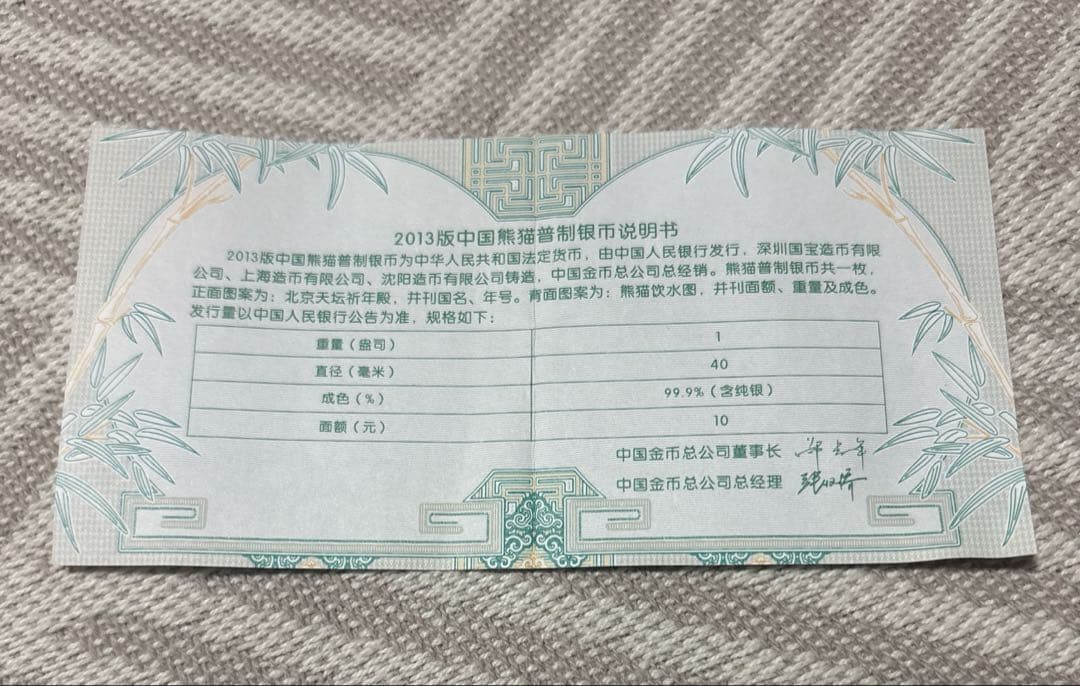 2013版中国熊猫普制银币说明书
2013版中国熊猫普制银币为中华人民共和国法定货币，由中国人民银行发行，深圳国宝造币有限
公司、上海造币有限公司、沈阳造币有限公司铸造，中国金币总公司总经销。熊猫普制银币共一枚，
正面图案为：北京天坛祈年殿，并刊国名、年号。背面图案为：熊猫饮水图，并刊面额、重量及成色。
发行量以中国人民银行公告为准，规格如下：
重量（盎司） 1
直径（毫米） 40
成色（%） 99.9%（含纯银）
面额（元） 10
中国金币总公司董事长
中国金币总公司总经理